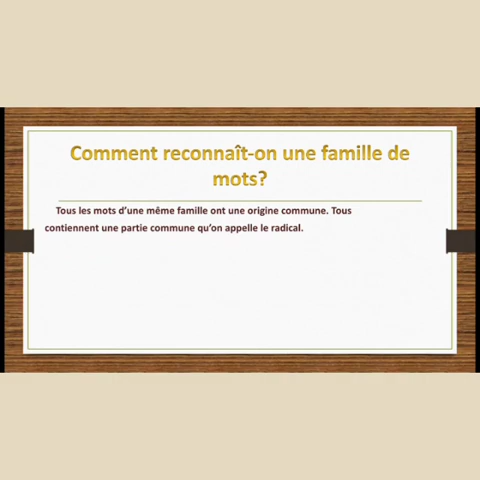 Comment reconnaît-on une famille de
mots?
Tous les mots d'une même famille ont une origine commune. Tous
contiennent une partie commune qu'on appelle le radical.